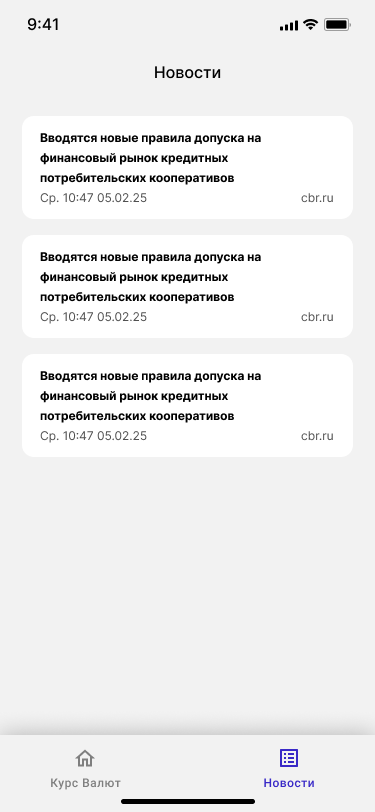 9:41
Новости
Вводятся новые правила допуска на
финансовый рынок кредитных
потребительских кооперативов
Ср. 10:47 05.02.25 cbr.ru
Вводятся новые правила допуска на
финансовый рынок кредитных
потребительских кооперативов
Ср. 10:47 05.02.25 cbr.ru
Вводятся новые правила допуска на
финансовый рынок кредитных
потребительских кооперативов
Ср. 10:47 05.02.25 cbr.ru
Курс Валют Новости